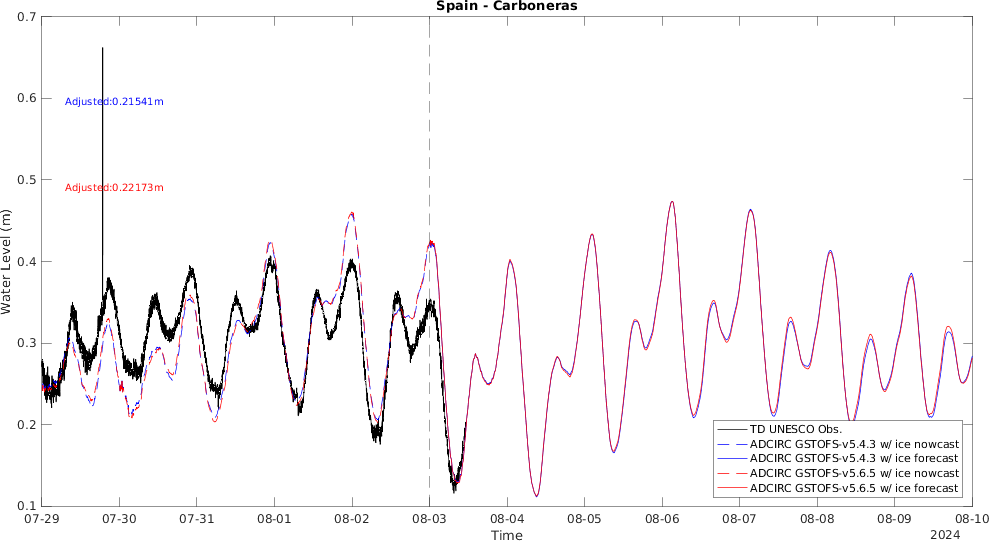 Spain - Carboneras
0.7
0.6
0.5
0.4
0.3
0.2
0.1
Water Level (m)
Adjusted:0.21541m
Adjusted:0.22173m
TD UNESCO Obs.
ADCIRC GSTOFS-v5.4.3 w/ ice nowcast
ADCIRC GSTOFS-v5.4.3 w/ ice forecast
ADCIRC GSTOFS-v5.6.5 w/ ice nowcast
ADCIRC GSTOFS-v5.6.5 w/ ice forecast
07-29 07-30 07-31 08-01 08-02 08-03 08-04 08-05 08-06 08-07 08-08 08-09 08-10
Time
2024